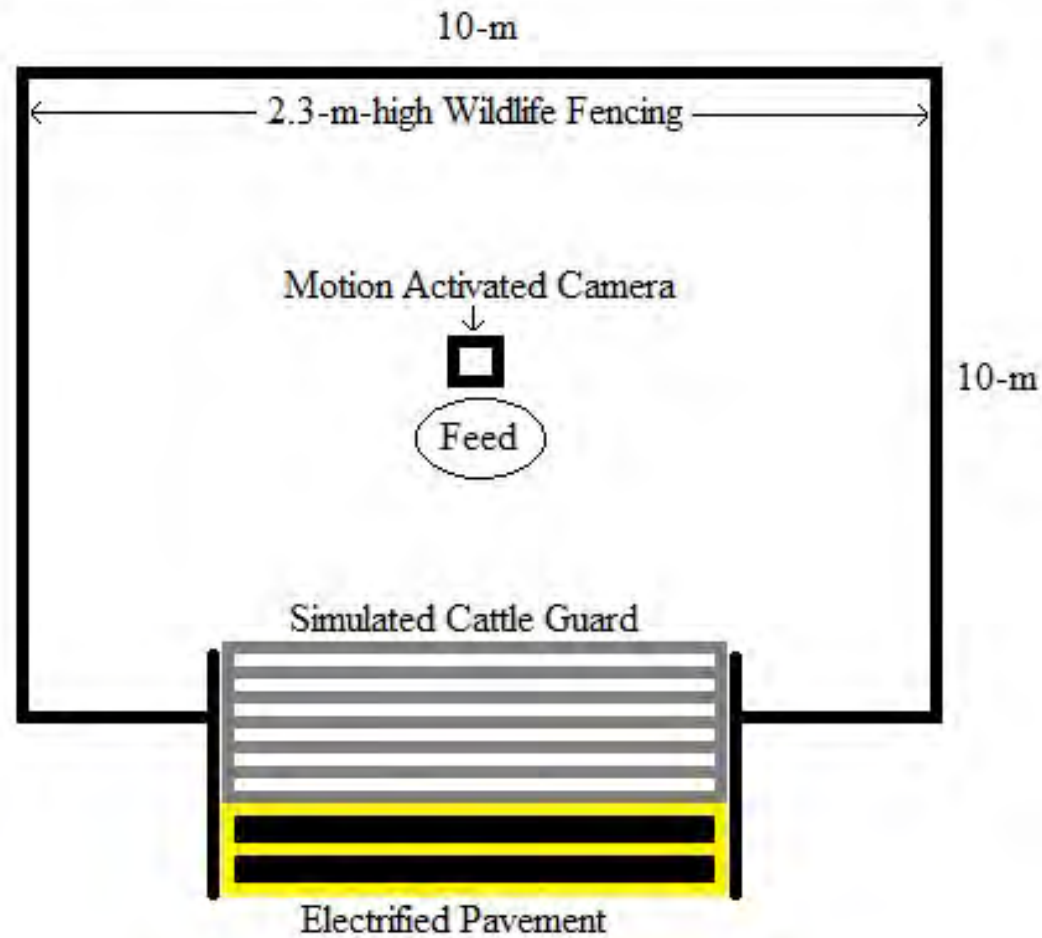 10-m
2.3-m-high Wildlife Fencing
Motion Activated Camera
10-m
Feed
Simulated Cattle Guard
Electrified Pavement